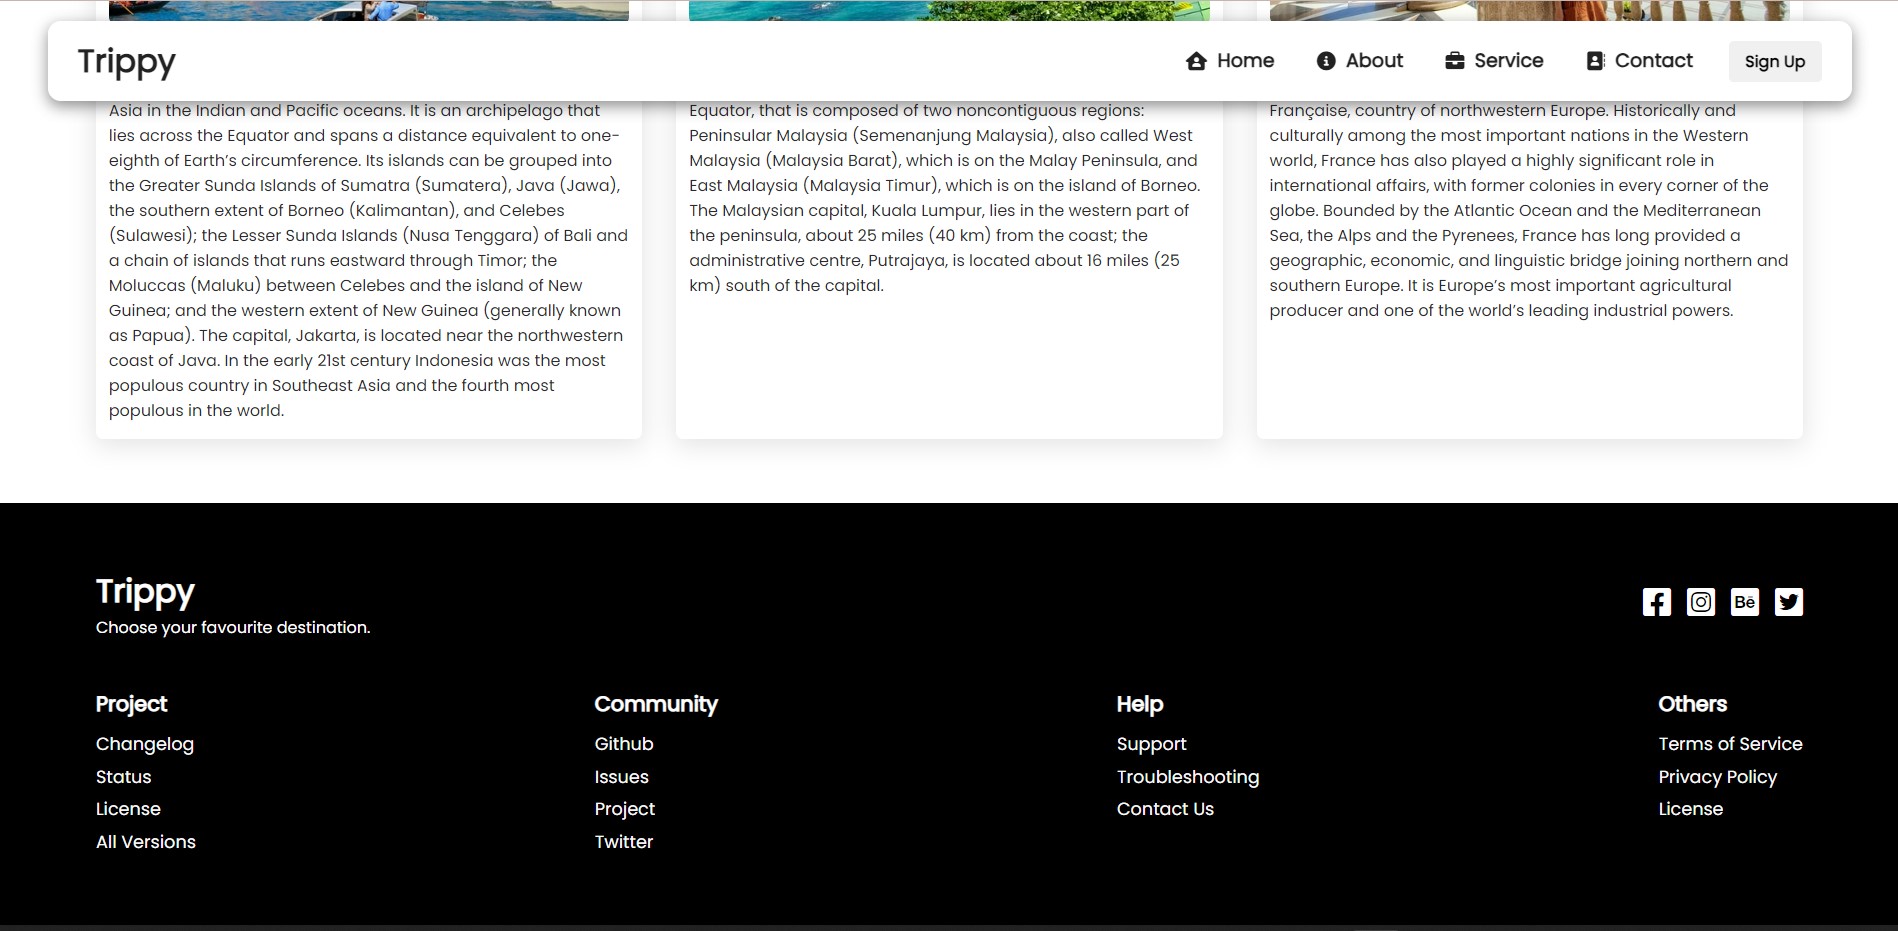 Trippy
Home
About
Service
Contact
Sign Up
Asia in the Indian and Pacific oceans. It is an archipelago that
lies across the Equator and spans a distance equivalent to one-
eighth of Earth’s circumference. Its islands can be grouped into
the Greater Sunda Islands of Sumatra (Sumatera), Java (Jawa),
the southern extent of Borneo (Kalimantan), and Celebes
(Sulawesi); the Lesser Sunda Islands (Nusa Tenggara) of Bali and
a chain of islands that runs eastward through Timor; the
Moluccas (Maluku) between Celebes and the island of New
Guinea; and the western extent of New Guinea (generally known
as Papua). The capital, Jakarta, is located near the northwestern
coast of Java. In the early 21st century Indonesia was the most
populous country in Southeast Asia and the fourth most
populous in the world.
Equator, that is composed of two noncontiguous regions:
Peninsular Malaysia (Semenanjung Malaysia), also called West
Malaysia (Malaysia Barat), which is on the Malay Peninsula, and
East Malaysia (Malaysia Timur), which is on the island of Borneo.
The Malaysian capital, Kuala Lumpur, lies in the western part of
the peninsula, about 25 miles (40 km) from the coast; the
administrative centre, Putrajaya, is located about 16 miles (25
km) south of the capital.
Française, country of northwestern Europe. Historically and
culturally among the most important nations in the Western
world, France has also played a highly significant role in
international affairs, with former colonies in every corner of the
globe. Bounded by the Atlantic Ocean and the Mediterranean
Sea, the Alps and the Pyrenees, France has long provided a
geographic, economic, and linguistic bridge joining northern and
southern Europe. It is Europe’s most important agricultural
producer and one of the world’s leading industrial powers.
Trippy
Choose your favourite destination.
Bē
Project
Changelog
Status
License
All Versions
Community
Github
Issues
Project
Twitter
Help
Support
Troubleshooting
Contact Us
Others
Terms of Service
Privacy Policy
License